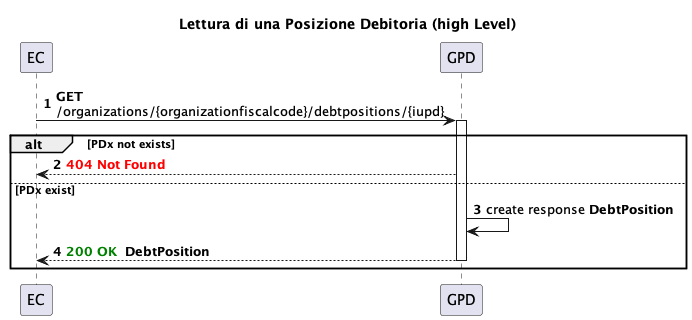 Lettura di una Posizione Debitoria (high Level)
EC
GPD
1 GET
/organizations/{organizationfiscalcode}/debtpositions/{iupd}
alt
[PDx not exists]
2 404 Not Found
[PDx exist]
3 create response DebtPosition
4 200 OK DebtPosition
EC
GPD